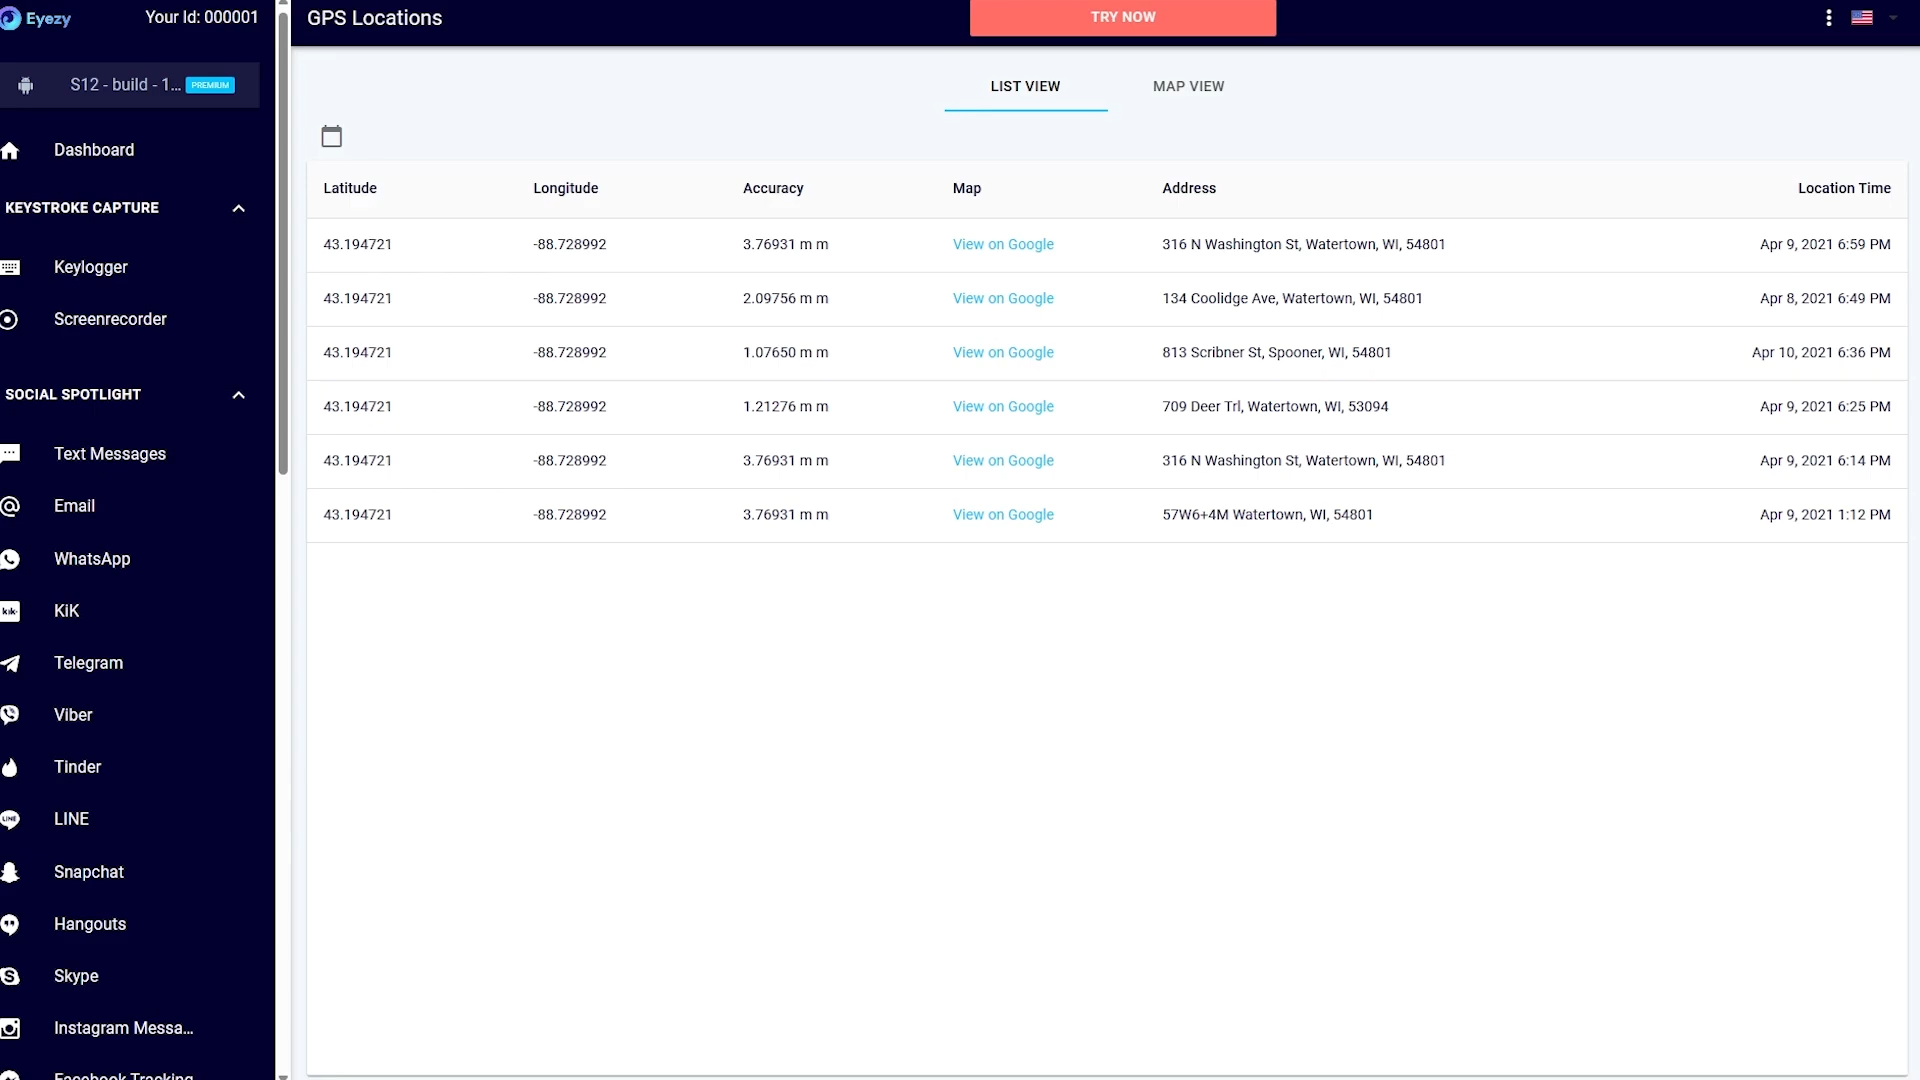 Eyezy Your Id: 000001
GPS Locations
TRY NOW
S12 - build - 1... PREMIUM
Dashboard
KEYSTROKE CAPTURE
Keylogger
Screenrecorder
SOCIAL SPOTLIGHT
Text Messages
Email
WhatsApp
kik KiK
Telegram
Viber
Tinder
LINE LINE
Snapchat
Hangouts
Skype
Instagram Messa...
Facebook Tracking
LIST VIEW MAP VIEW
Latitude Longitude Accuracy Map Address Location Time
43.194721 -88.728992 3.76931 m m View on Google 316 N Washington St, Watertown, WI, 54801 Apr 9, 2021 6:59 PM
43.194721 -88.728992 2.09756 m m View on Google 134 Coolidge Ave, Watertown, WI, 54801 Apr 8, 2021 6:49 PM
43.194721 -88.728992 1.07650 m m View on Google 813 Scribner St, Spooner, WI, 54801 Apr 10, 2021 6:36 PM
43.194721 -88.728992 1.21276 m m View on Google 709 Deer Trl, Watertown, WI, 53094 Apr 9, 2021 6:25 PM
43.194721 -88.728992 3.76931 m m View on Google 316 N Washington St, Watertown, WI, 54801 Apr 9, 2021 6:14 PM
43.194721 -88.728992 3.76931 m m View on Google 57W6+4M Watertown, WI, 54801 Apr 9, 2021 1:12 PM